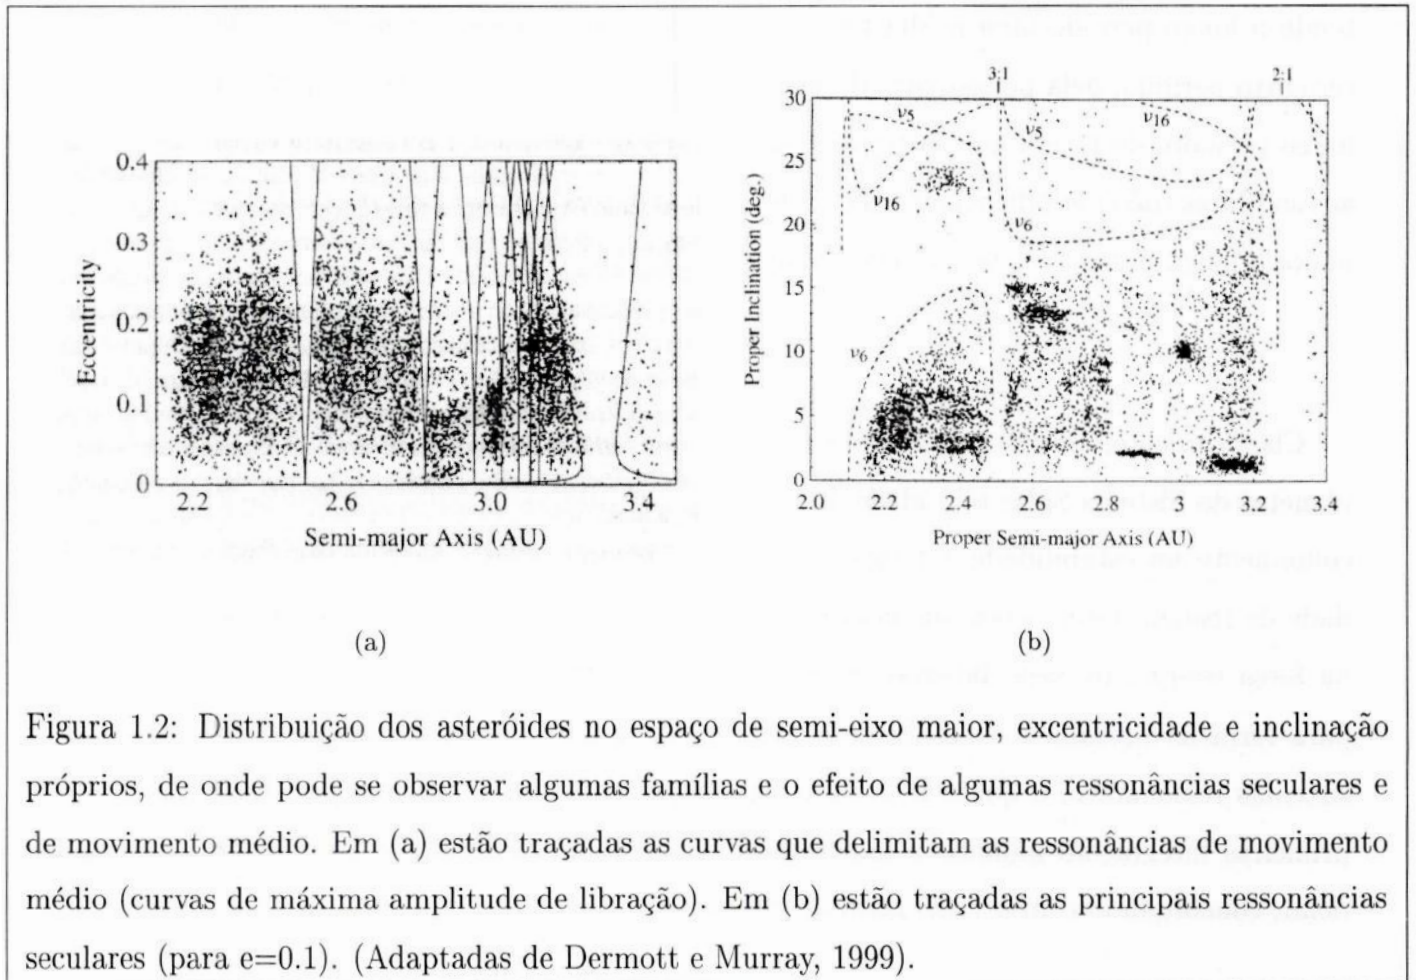 3:1
2:1
30
25
20
15
10
5
0
ν5
ν5
ν16
ν16
ν6
ν6
Proper Inclination (deg.)
2.0 2.2 2.4 2.6 2.8 3 3.2 3.4
Proper Semi-major Axis (AU)
0.4
0.3
0.2
0.1
0
Eccentricity
2.2 2.6 3.0 3.4
Semi-major Axis (AU)
(a)
(b)
Figura 1.2: Distribuição dos asteróides no espaço de semi-eixo maior, excentricidade e inclinação
próprios, de onde pode se observar algumas famílias e o efeito de algumas ressonâncias seculares e
de movimento médio. Em (a) estão traçadas as curvas que delimitam as ressonâncias de movimento
médio (curvas de máxima amplitude de libração). Em (b) estão traçadas as principais ressonâncias
seculares (para e=0.1). (Adaptadas de Dermott e Murray, 1999).